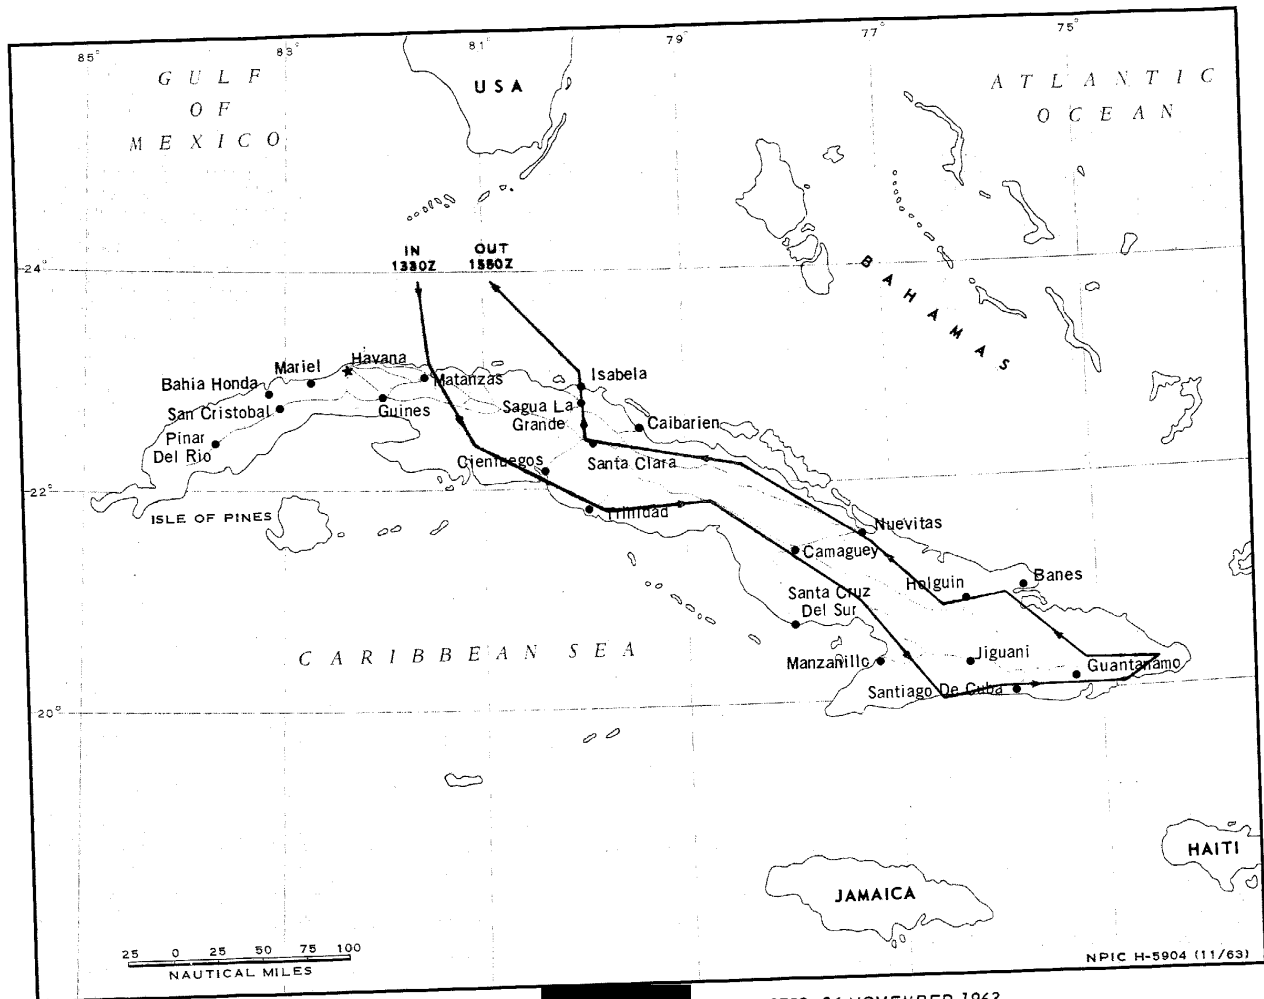 85°
83°
81°
79°
77°
75°
GULF
OF
MEXICO
USA
ATLANTIC
OCEAN
BAHAMAS
IN
1330Z
OUT
1550Z
24°
Havana
Mariel
Bahia Honda
San Cristobal
Pinar
Del Rio
Guines
Matanzas
Isabela
Sagua La
Grande
Caibarien
Cienfuegos
Santa Clara
22°
ISLE OF PINES
Trinidad
Nuevitas
Camaguey
Holguin
Banes
Santa Cruz
Del Sur
CARIBBEAN SEA
Manzanillo
Jiguani
Guantanamo
Santiago De Cuba
20°
HAITI
JAMAICA
25 0 25 50 75 100
NAUTICAL MILES
NPIC H-5904 (11/63)
NOVEMBER 1963